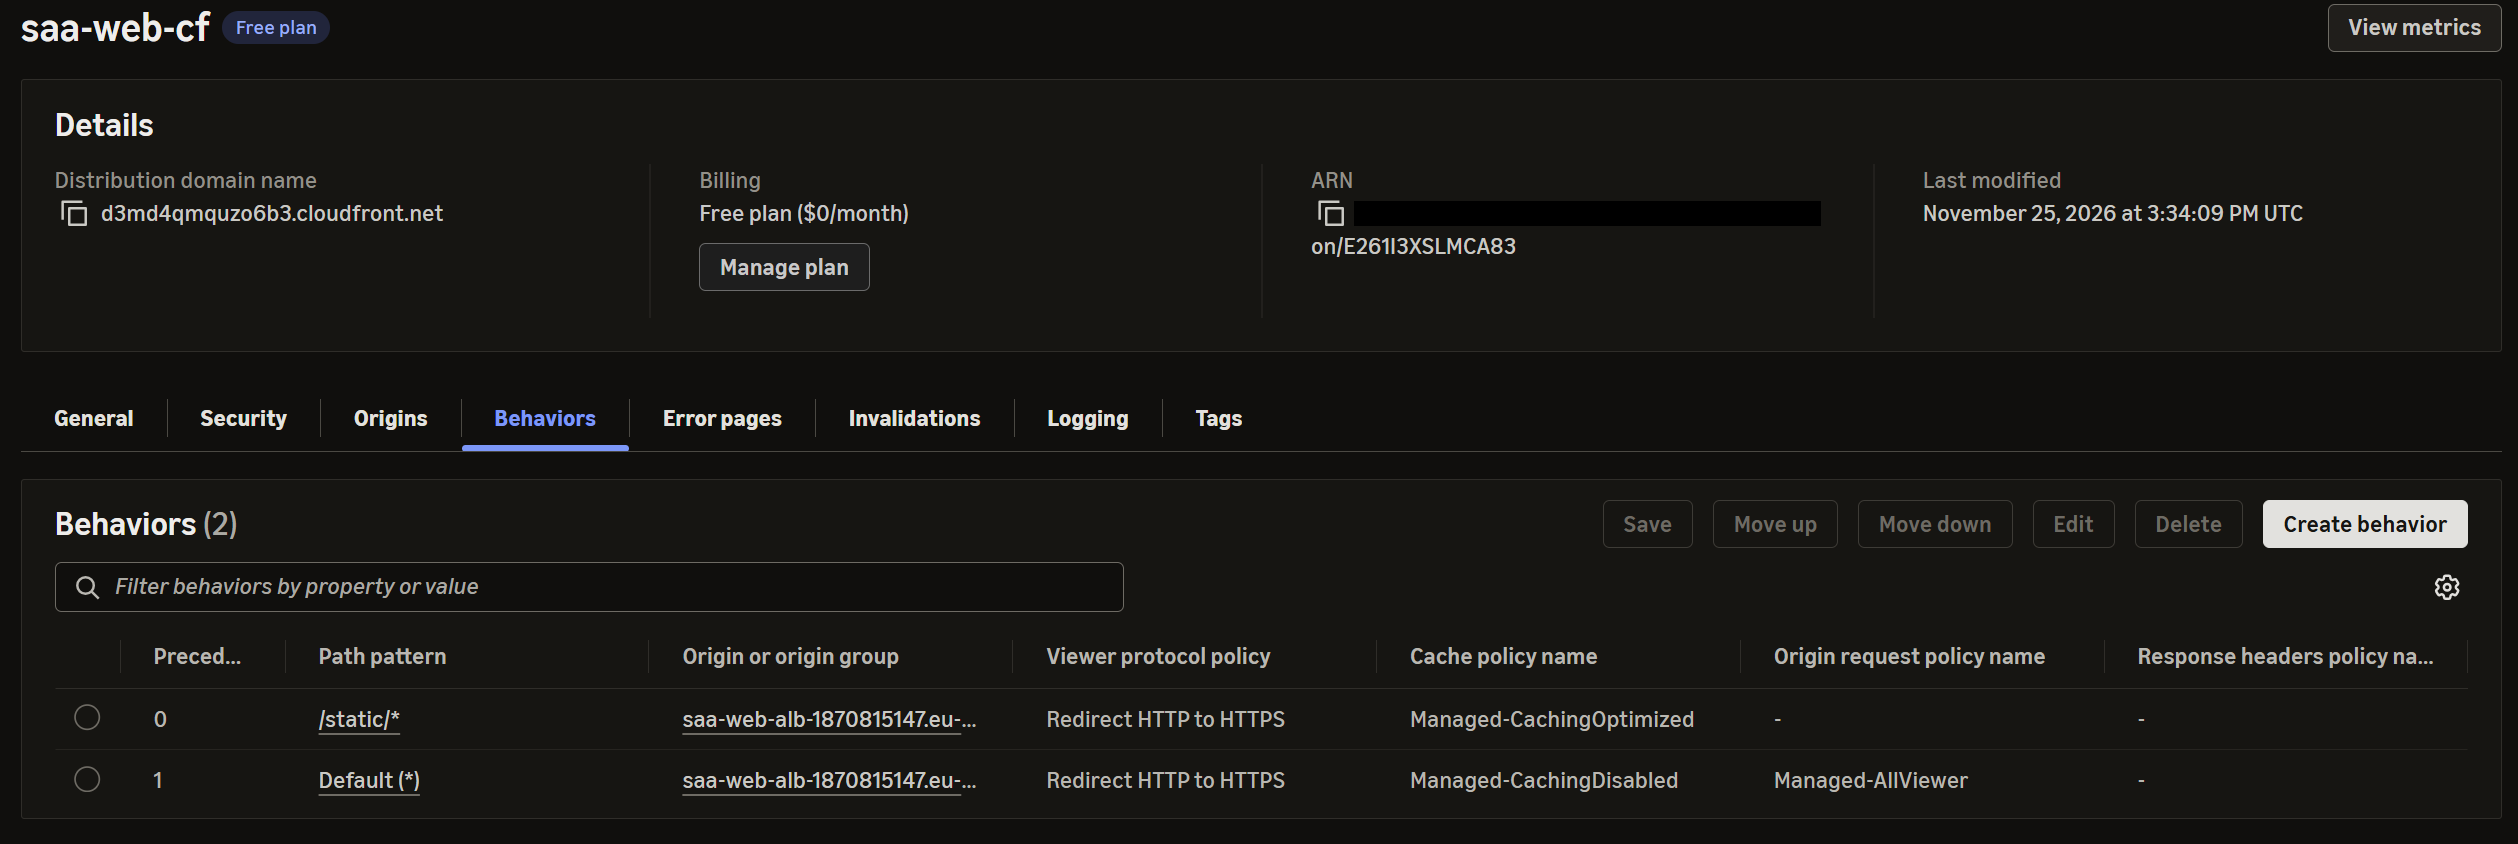 saa-web-cf Free plan View metrics
Details
Distribution domain name Billing ARN Last modified
d3md4qmquzo6b3.cloudfront.net Free plan ($0/month) November 25, 2026 at 3:34:09 PM UTC
on/E261I3XSLMCA83
Manage plan
General Security Origins Behaviors Error pages Invalidations Logging Tags
Behaviors (2) Save Move up Move down Edit Delete Create behavior
Filter behaviors by property or value
Preced... Path pattern Origin or origin group Viewer protocol policy Cache policy name Origin request policy name Response headers policy na...
0 /static/* saa-web-alb-1870815147.eu-... Redirect HTTP to HTTPS Managed-CachingOptimized - -
1 Default (*) saa-web-alb-1870815147.eu-... Redirect HTTP to HTTPS Managed-CachingDisabled Managed-AllViewer -